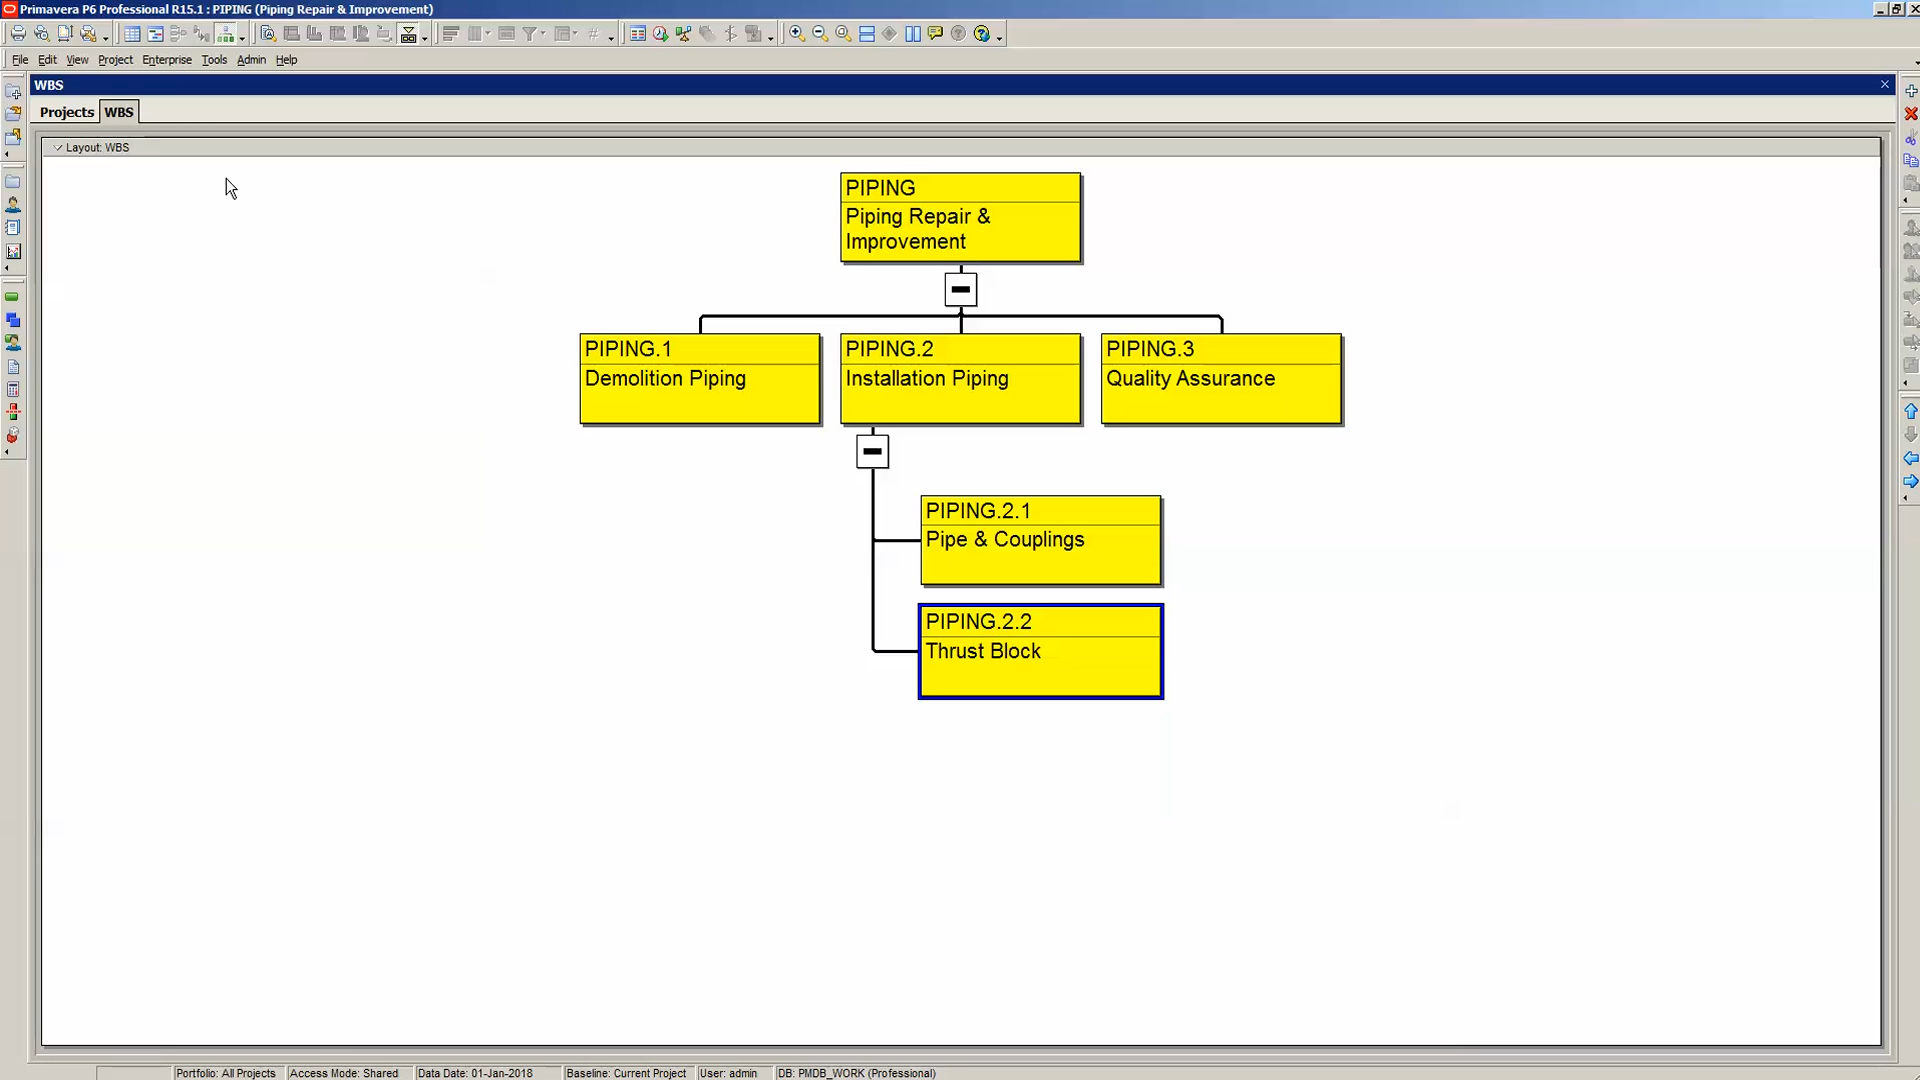 Primavera P6 Professional R15.1 : PIPING (Piping Repair & Improvement)
File Edit View Project Enterprise Tools Admin Help
WBS
Projects WBS
Layout: WBS
PIPING
Piping Repair &
Improvement
PIPING.1
Demolition Piping
PIPING.2
Installation Piping
PIPING.3
Quality Assurance
PIPING.2.1
Pipe & Couplings
PIPING.2.2
Thrust Block
Portfolio: All Projects Access Mode: Shared Data Date: 01-Jan-2018 Baseline: Current Project User: admin DB: PMDB_WORK (Professional)